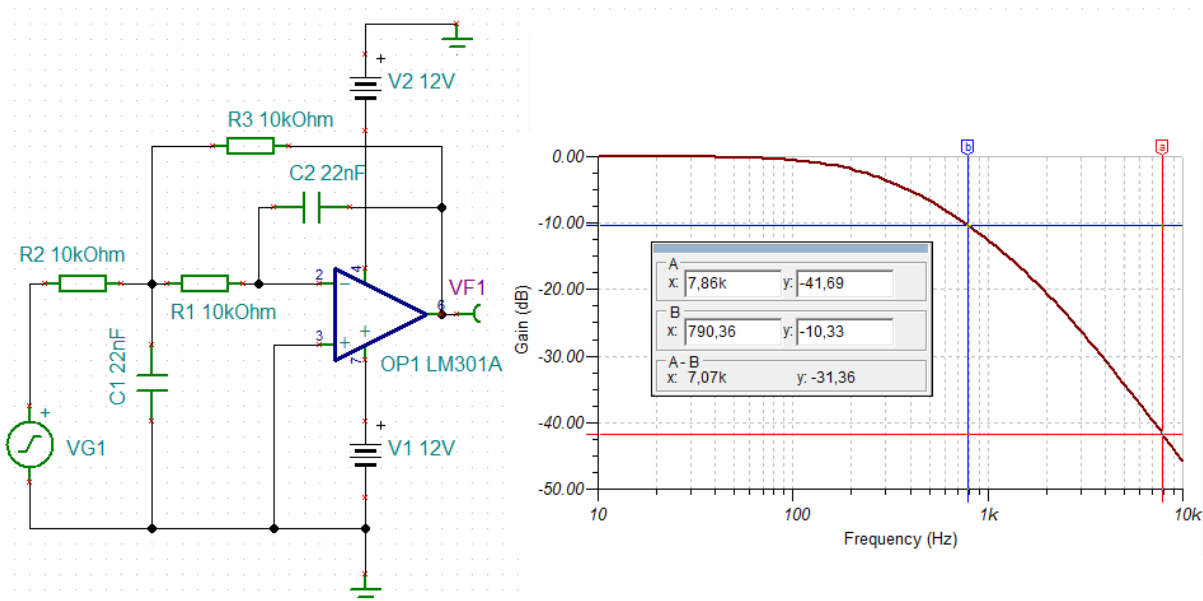 V2 12V
+
R3 10kOhm
C2 22nF
R2 10kOhm
R1 10kOhm
C1 22nF
2
3
4
6
7
−
+
+
VF1
OP1 LM301A
+
VG1
+
V1 12V
b
a
0.00
-10.00
-20.00
-30.00
-40.00
-50.00
Gain (dB)
A
x: 7,86k y: -41,69
B
x: 790,36 y: -10,33
A - B
x: 7,07k y: -31,36
10
100
1k
10k
Frequency (Hz)